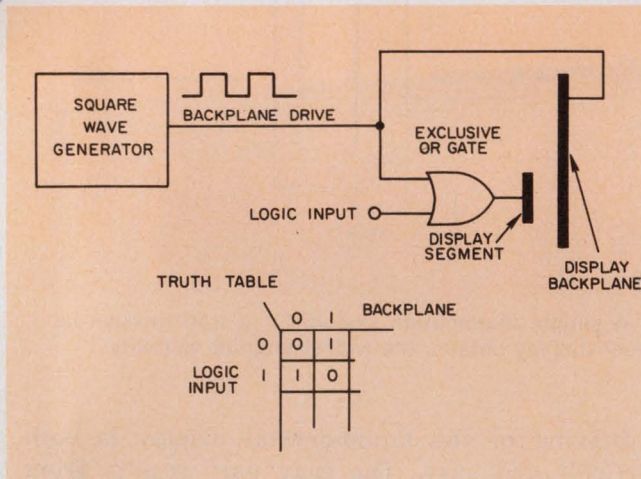 SQUARE
WAVE
GENERATOR
BACKPLANE DRIVE
EXCLUSIVE
OR GATE
LOGIC INPUT
DISPLAY
SEGMENT
DISPLAY
BACKPLANE
TRUTH TABLE
0 1 BACKPLANE
0 0 1
LOGIC
INPUT
1 1 0